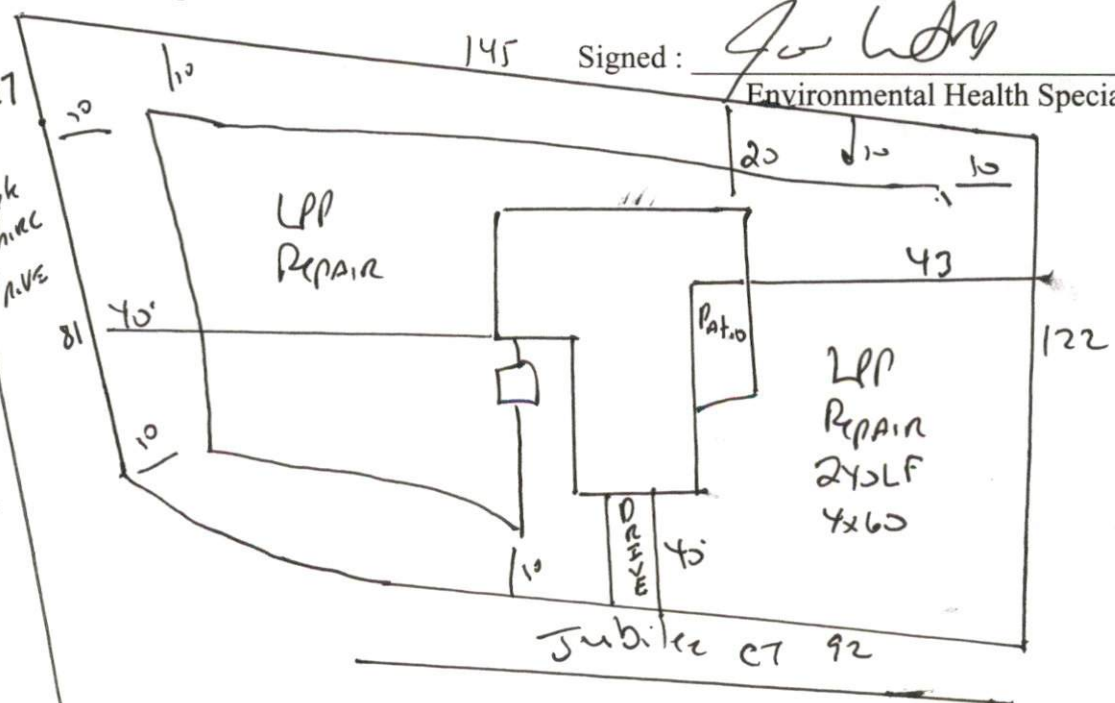 145
Signed :
Environmental Health Specia
10
20
10
10
LPP
REPAIR
40'
81
43
122
PATIO
LPP
REPAIR
240LF
4x60
10
10
DRIVE
40'
Jubilee CT 92